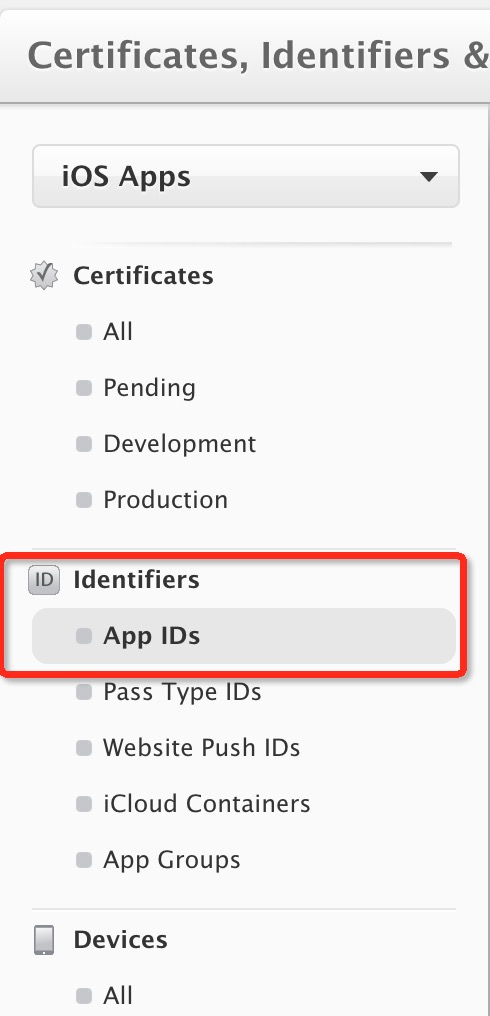 Certificates, Identifiers &
iOS Apps
Certificates
All
Pending
Development
Production
ID Identifiers
App IDs
Pass Type IDs
Website Push IDs
iCloud Containers
App Groups
Devices
All